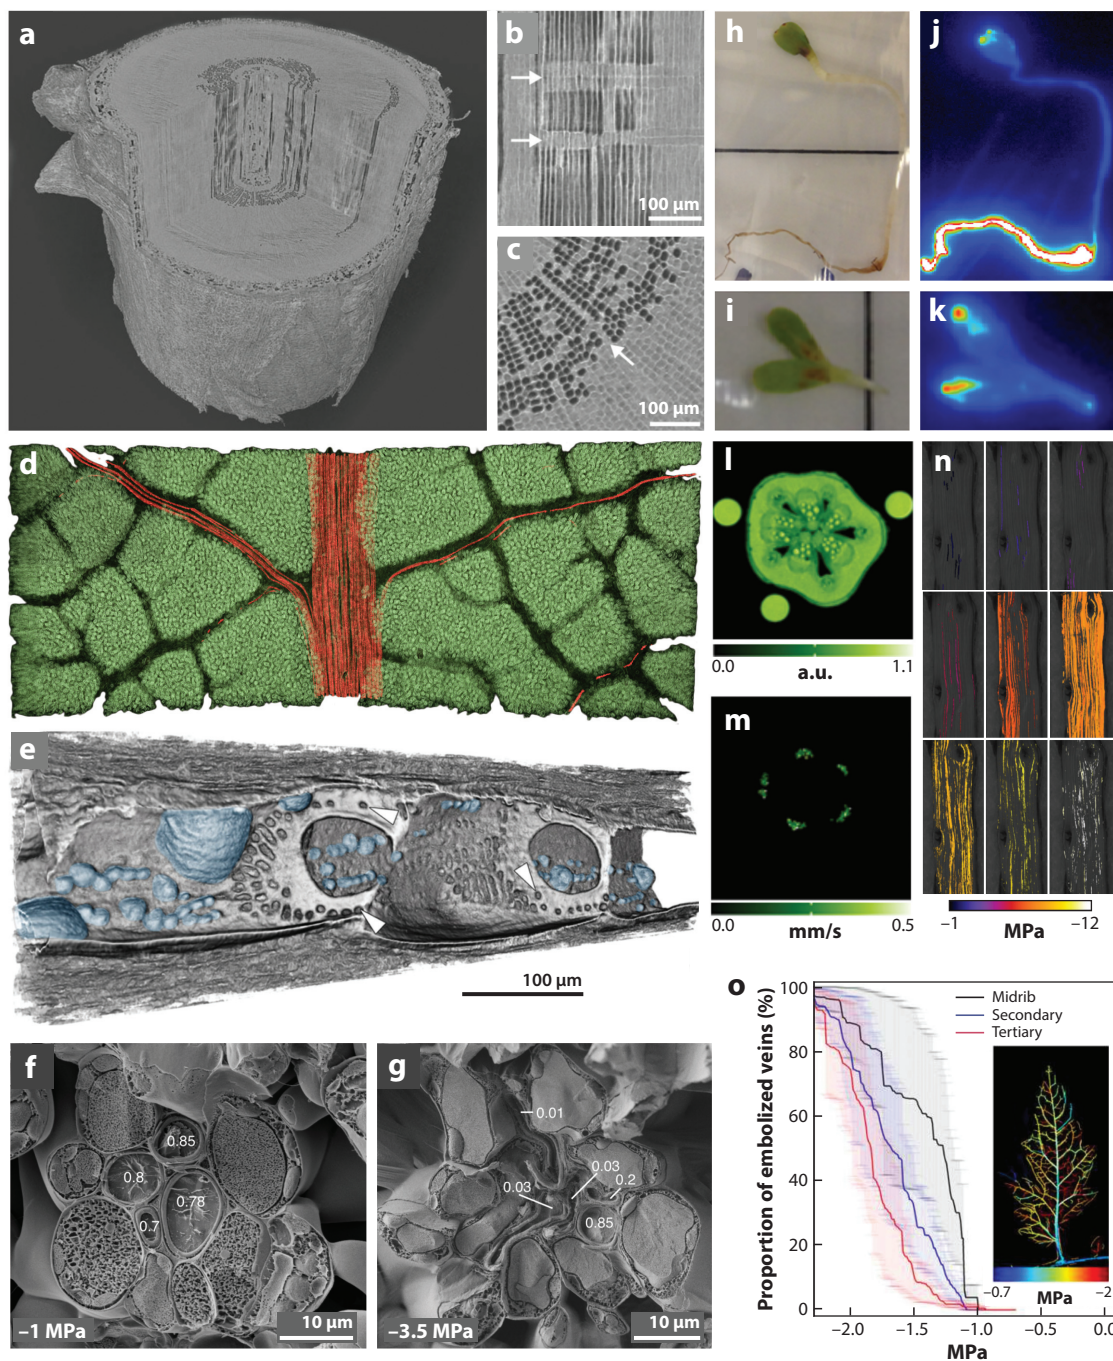 a
b
100 µm
c
100 µm
h
j
i
k
d
l
0.0
1.1
a.u.
m
0.0
0.5
mm/s
n
–1
–12
MPa
e
100 µm
f
0.85
0.8
0.78
0.7
–1 MPa
10 µm
g
0.01
0.03
0.03
0.2
0.85
–3.5 MPa
10 µm
o
Proportion of embolized veins (%)
100
80
60
40
20
0
Midrib
Secondary
Tertiary
–0.7
–2
MPa
–2.0
–1.5
–1.0
–0.5
0.0
MPa